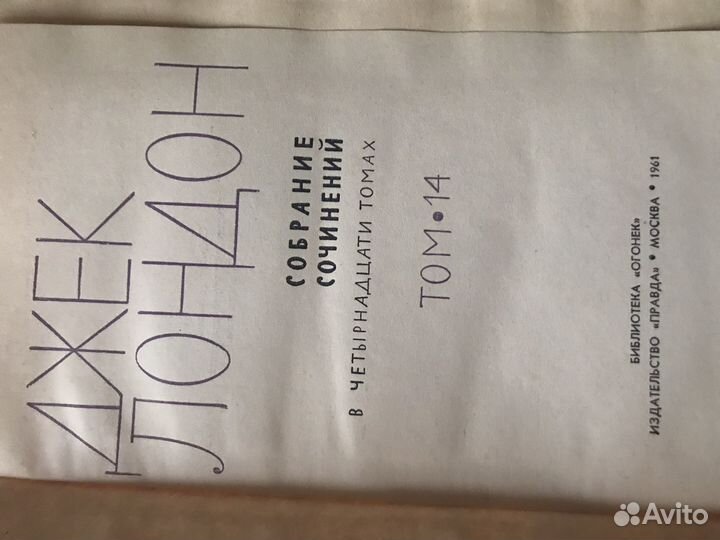 ДЖЕК
ЛОНДОН
СОБРАНИЕ
СОЧИНЕНИЙ
В ЧЕТЫРНАДЦАТИ ТОМАХ
ТОМ • 14
БИБЛИОТЕКА «ОГОНЕК»
ИЗДАТЕЛЬСТВО «ПРАВДА» • МОСКВА • 1961
Avito